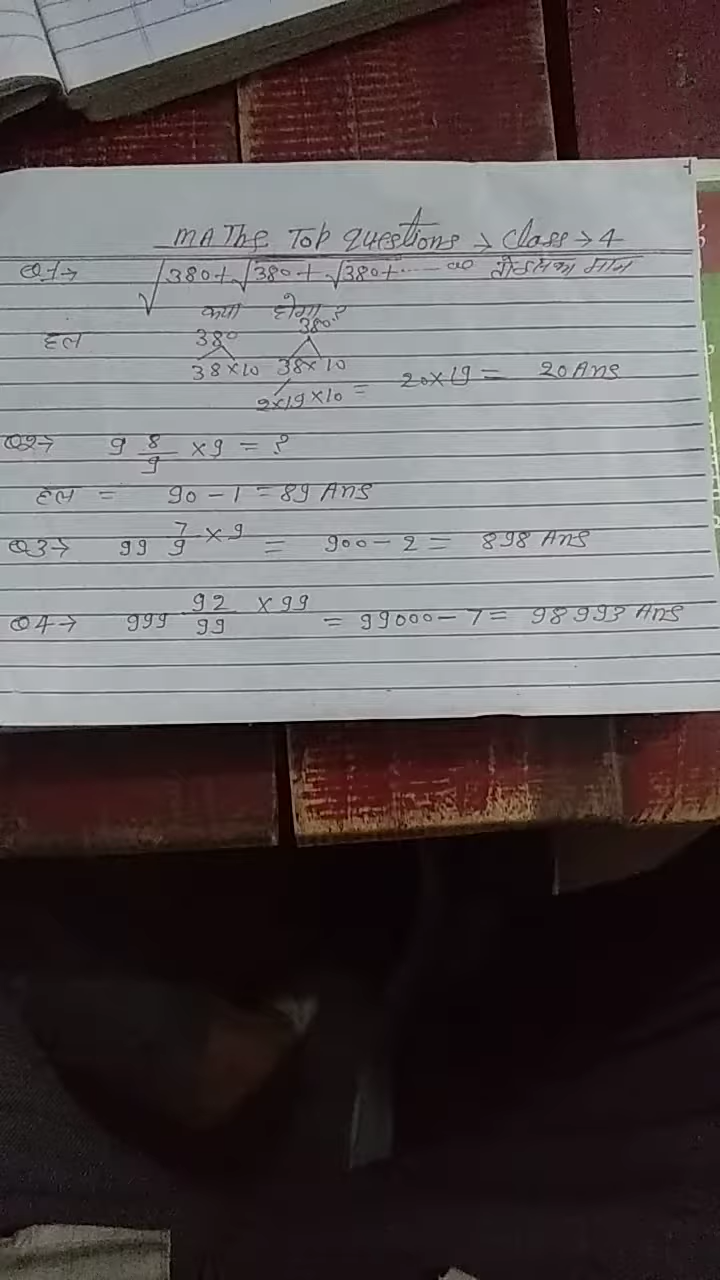 MAThs Top Questions → Class → 4
Q1→ √380+√380+√380+-----∞ तो इसका मान
क्या होगा?
हल 380 380
38×10 38×10
2×19×10 = 20×19 = 20 Ans
Q2→ 9 8/9 ×9 = ?
हल = 90-1 = 89 Ans
Q3→ 99 7/9 ×9 = 900-2 = 898 Ans
Q4→ 999 92/99 ×99 = 99000-7 = 98993 Ans